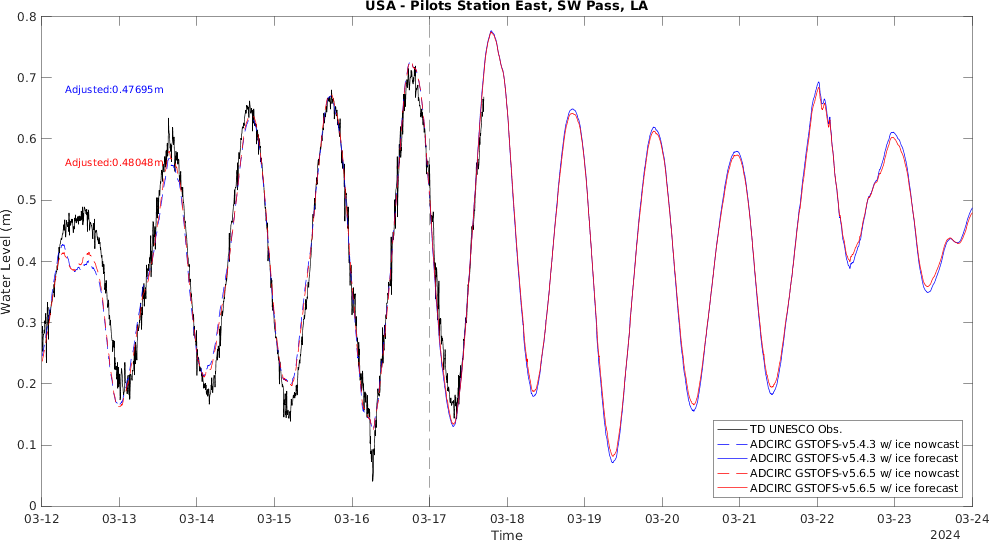 USA - Pilots Station East, SW Pass, LA
0.8
0.7
0.6
0.5
0.4
0.3
0.2
0.1
0
Water Level (m)
Adjusted:0.47695m
Adjusted:0.48048m
TD UNESCO Obs.
ADCIRC GSTOFS-v5.4.3 w/ ice nowcast
ADCIRC GSTOFS-v5.4.3 w/ ice forecast
ADCIRC GSTOFS-v5.6.5 w/ ice nowcast
ADCIRC GSTOFS-v5.6.5 w/ ice forecast
03-12 03-13 03-14 03-15 03-16 03-17 03-18 03-19 03-20 03-21 03-22 03-23 03-24
Time
2024